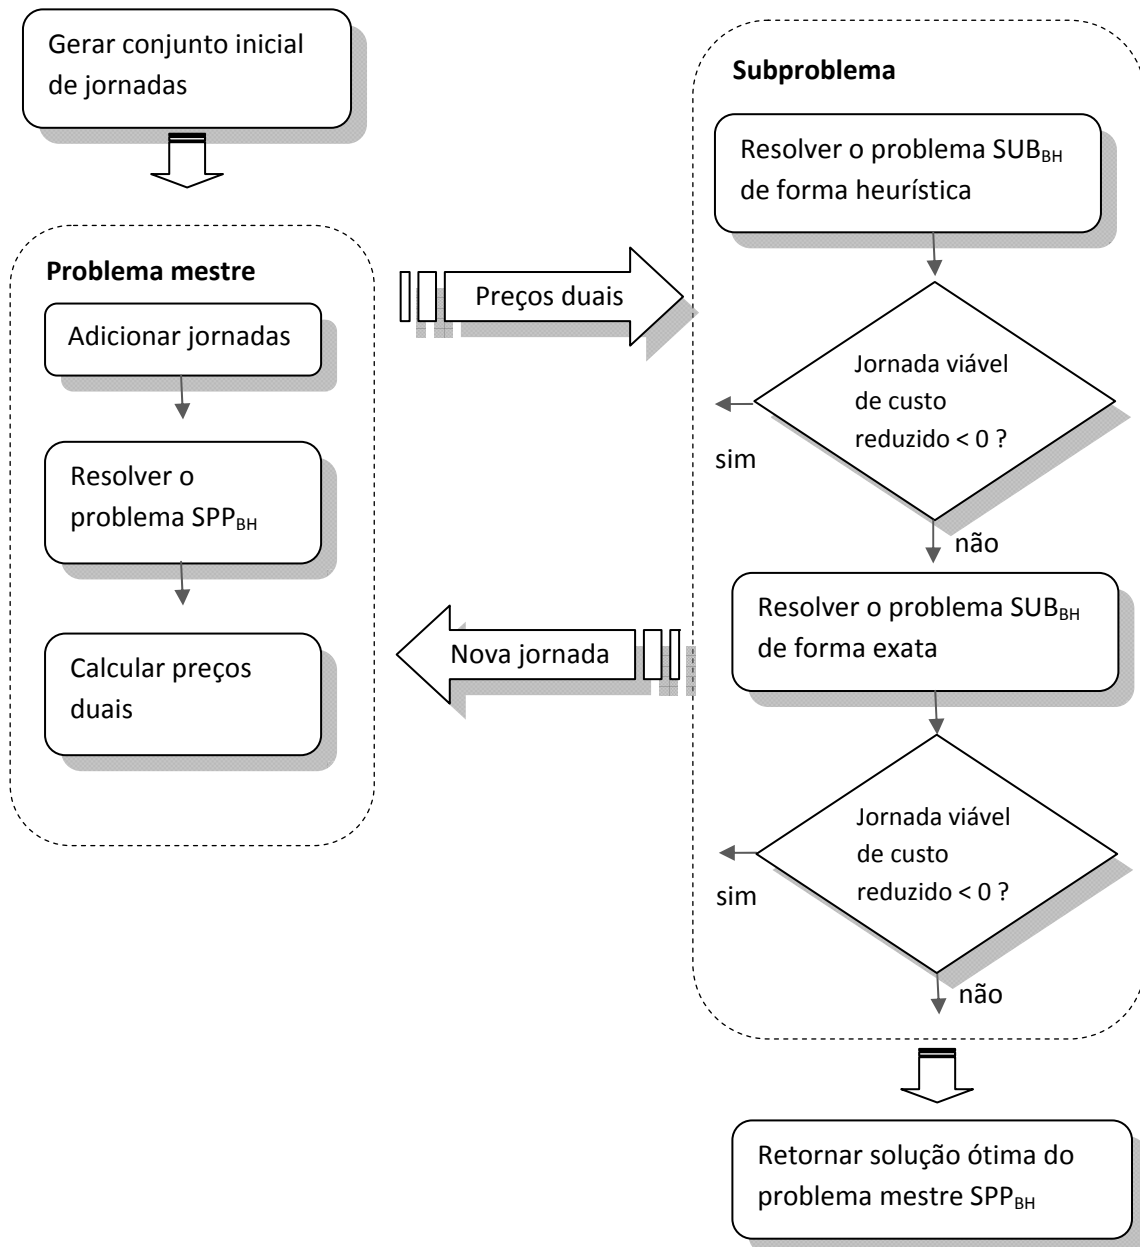 Gerar conjunto inicial
de jornadas
Problema mestre
Adicionar jornadas
Resolver o
problema SPP_BH
Calcular preços
duais
Preços duais
Nova jornada
Subproblema
Resolver o problema SUB_BH
de forma heurística
Jornada viável
de custo
reduzido < 0 ?
sim
não
Resolver o problema SUB_BH
de forma exata
Jornada viável
de custo
reduzido < 0 ?
sim
não
Retornar solução ótima do
problema mestre SPP_BH